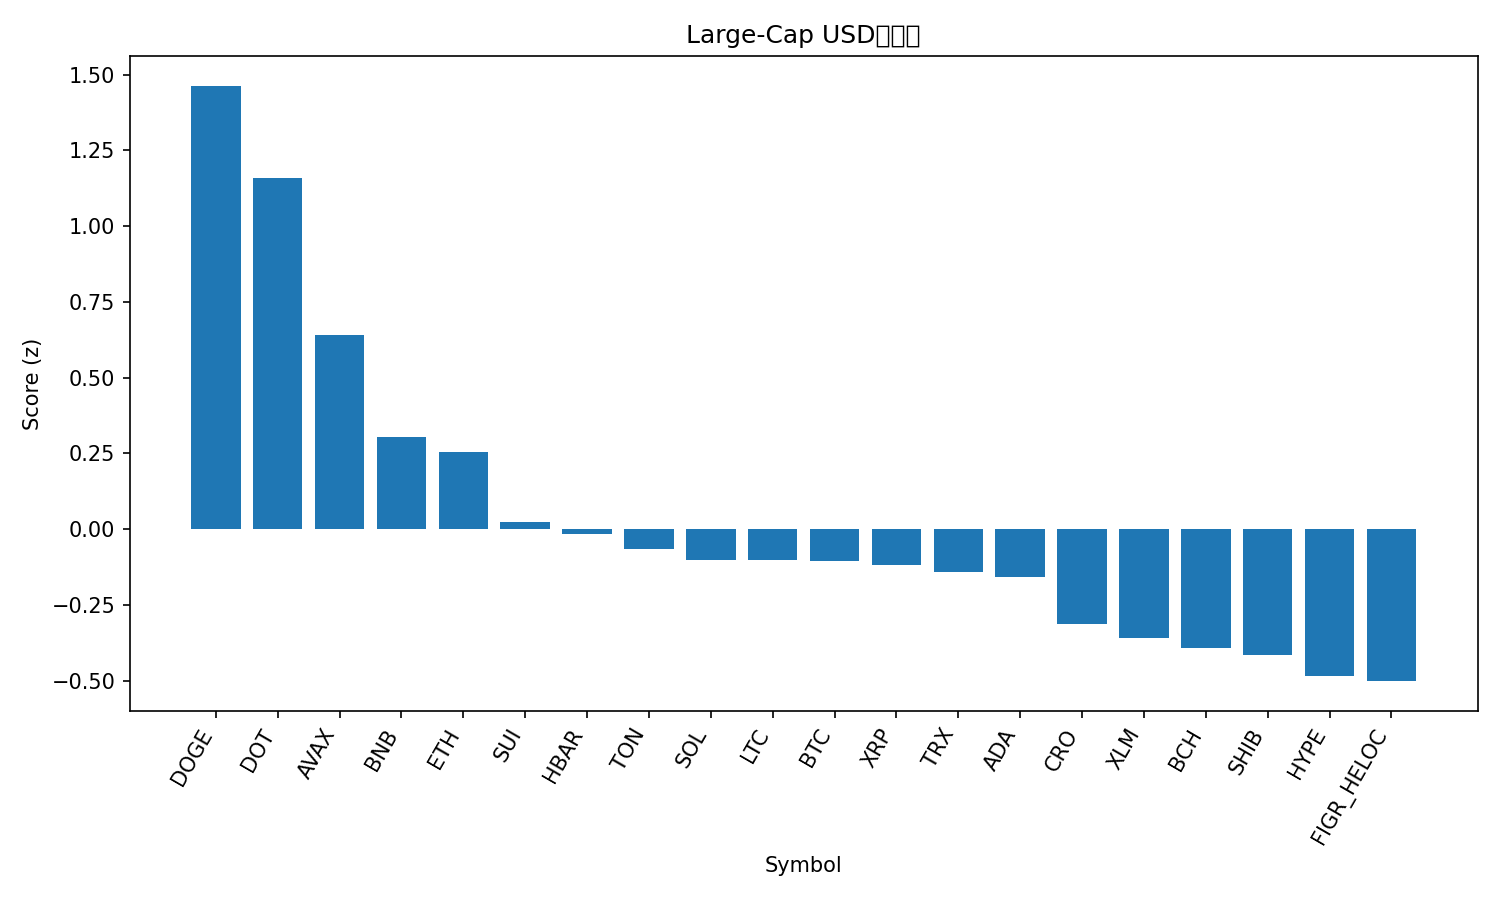 Large-Cap USD
1.50
1.25
1.00
0.75
0.50
0.25
0.00
−0.25
−0.50
Score (z)
DOGE
DOT
AVAX
BNB
ETH
SUI
HBAR
TON
SOL
LTC
BTC
XRP
TRX
ADA
CRO
XLM
BCH
SHIB
HYPE
FIGR_HELOC
Symbol